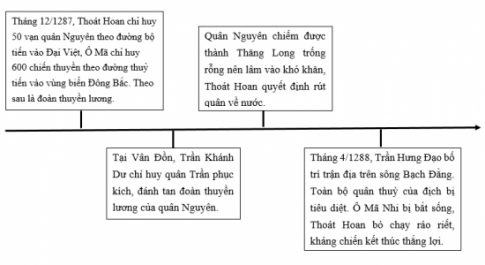 Tháng 12/1287, Thoát Hoan chỉ huy
50 vạn quân Nguyên theo đường bộ
tiến vào Đại Việt, Ô Mã chỉ huy
600 chiến thuyền theo đường thuỷ
tiến vào vùng biển Đông Bắc. Theo
sau là đoàn thuyền lương.
Quân Nguyên chiếm được
thành Thăng Long trống
rỗng nên lâm vào khó khăn,
Thoát Hoan quyết định rút
quân về nước.
Tại Vân Đồn, Trần Khánh
Dư chỉ huy quân Trần phục
kích, đánh tan đoàn thuyền
lương của quân Nguyên.
Tháng 4/1288, Trần Hưng Đạo bố
trí trận địa trên sông Bạch Đằng.
Toàn bộ quân thuỷ của địch bị
tiêu diệt. Ô Mã Nhi bị bắt sống,
Thoát Hoan bỏ chạy ráo riết,
kháng chiến kết thúc thắng lợi.